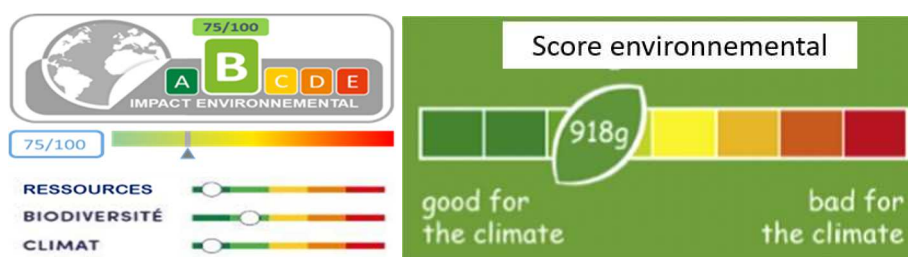 75/100
A B C D E
IMPACT ENVIRONNEMENTAL
75/100
RESSOURCES
BIODIVERSITÉ
CLIMAT
Score environnemental
918g
good for
the climate
bad for
the climate